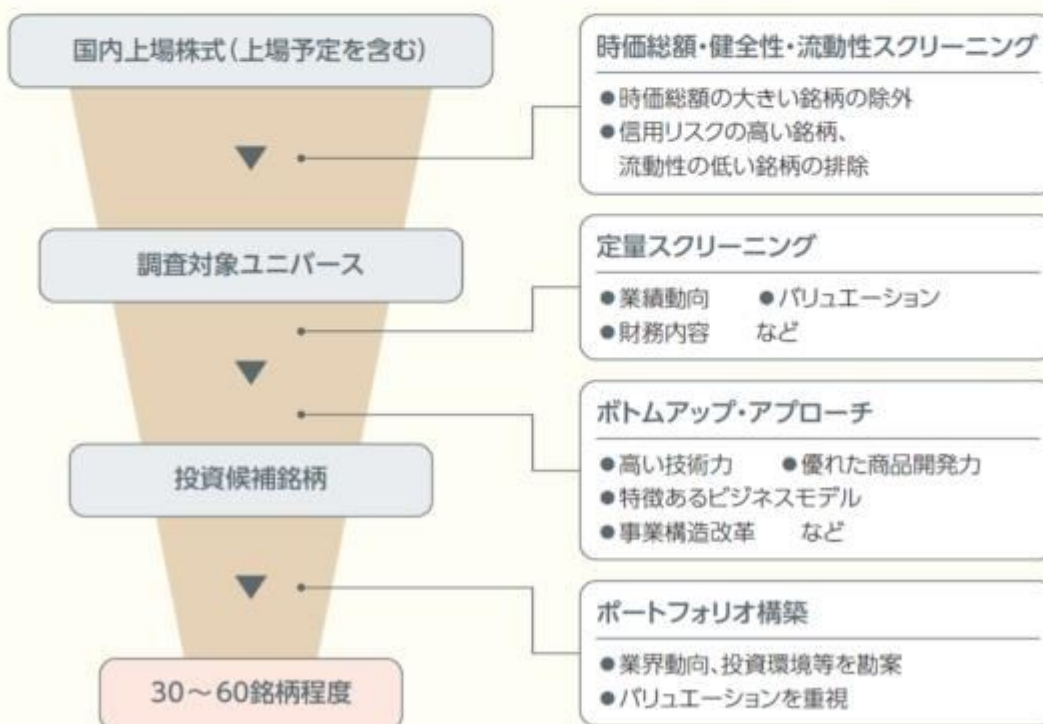 国内上場株式(上場予定を含む)
時価総額・健全性・流動性スクリーニング
●時価総額の大きい銘柄の除外
●信用リスクの高い銘柄、
流動性の低い銘柄の排除
調査対象ユニバース
定量スクリーニング
●業績動向 ●バリュエーション
●財務内容 など
ボトムアップ・アプローチ
●高い技術力 ●優れた商品開発力
●特徴あるビジネスモデル
●事業構造改革 など
投資候補銘柄
ポートフォリオ構築
●業界動向、投資環境等を勘案
●バリュエーションを重視
30～60銘柄程度